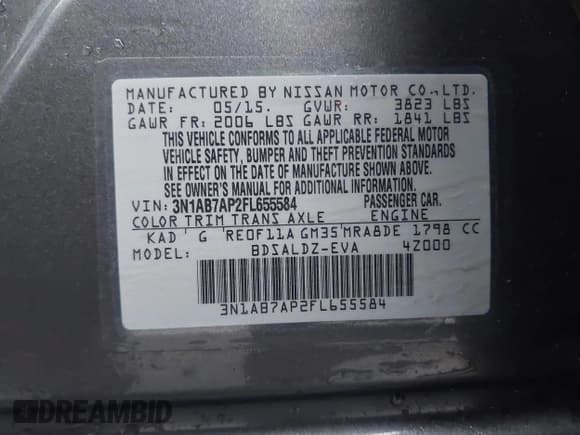 MANUFACTURED BY NISSAN MOTOR CO.,LTD.
DATE: 05/15. GVWR: 3823 LBS
GAWR FR: 2006 LBS GAWR RR: 1841 LBS
THIS VEHICLE CONFORMS TO ALL APPLICABLE FEDERAL MOTOR
VEHICLE SAFETY, BUMPER AND THEFT PREVENTION STANDARDS
IN EFFECT ON THE DATE OF MANUFACTURE SHOWN ABOVE.
SEE OWNER'S MANUAL FOR ADDITIONAL INFORMATION.
VIN: 3N1AB7AP2FL655584 PASSENGER CAR.
COLOR TRIM TRANS AXLE ENGINE
KAD ' G 'RE0F11A GM35'MRA8DE 1798 CC
MODEL: BDSALDZ-EVA 4Z000
3N1AB7AP2FL655584
DREAMBID